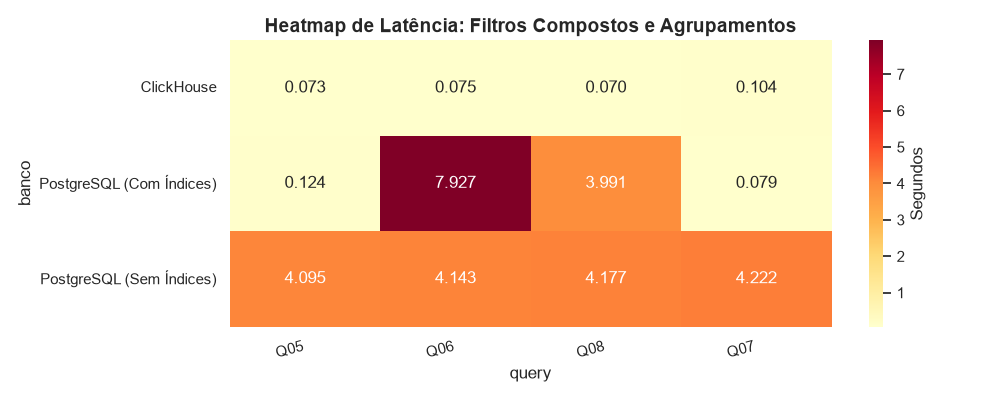 Heatmap de Latência: Filtros Compostos e Agrupamentos
banco
ClickHouse 0.073 0.075 0.070 0.104
PostgreSQL (Com Índices) 0.124 7.927 3.991 0.079
PostgreSQL (Sem Índices) 4.095 4.143 4.177 4.222
Q05 Q06 Q08 Q07
query
7
6
5
4
3
2
1
Segundos